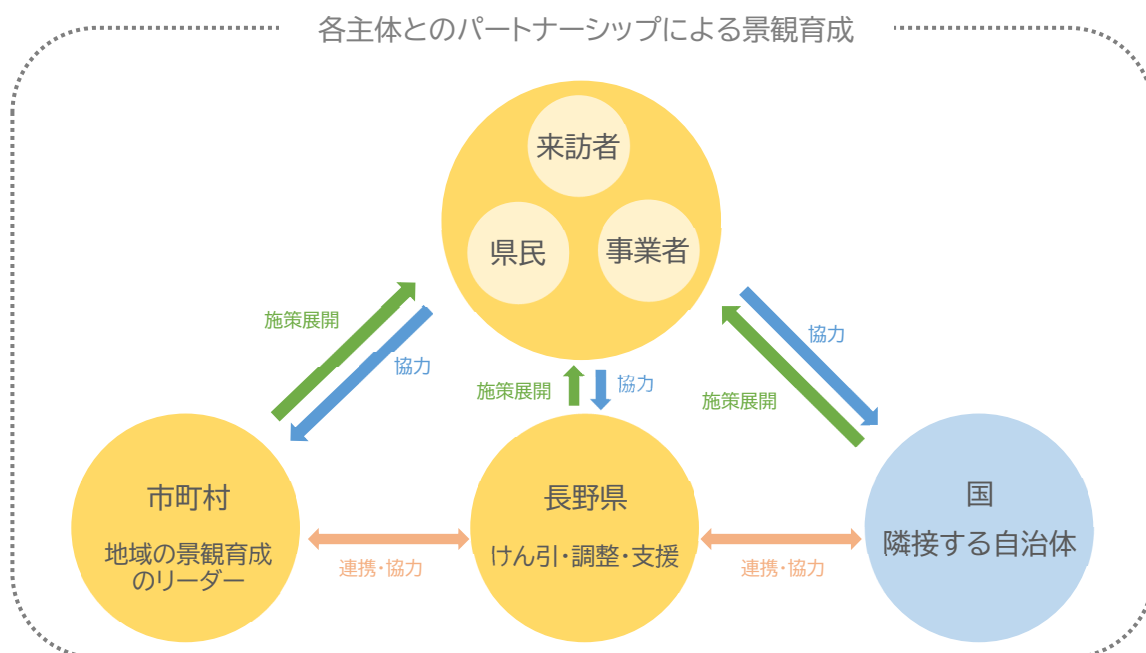 各主体とのパートナーシップによる景観育成
来訪者
県民
事業者
施策展開
協力
施策展開
協力
協力
施策展開
市町村
地域の景観育成
のリーダー
連携・協力
長野県
けん引・調整・支援
連携・協力
国
隣接する自治体